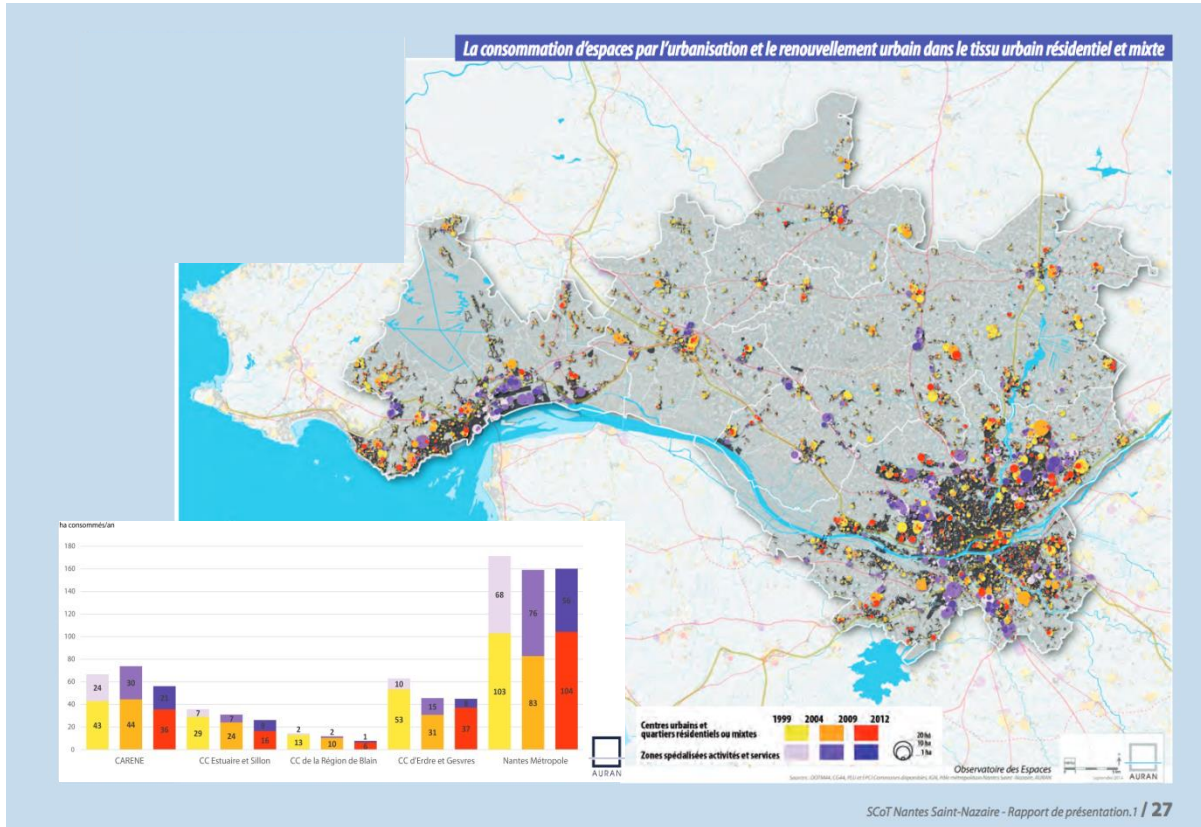 La consommation d'espaces par l'urbanisation et le renouvellement urbain dans le tissu urbain résidentiel et mixte
ha consommés/an
180
160
140
120
100
80
60
40
20
0
24 30
43 44 36
7 7
29 24 16
2 2 1
13 10 6
10 15 8
53 31 37
68 76 56
103 83 104
CARENE
CC Estuaire et Sillon
CC de la Région de Blain
CC d'Erdre et Gesvres
Nantes Métropole
AURAN
1999 2004 2009 2012
Centres urbains et
quartiers résidentiels ou mixtes
Zones spécialisées activités et services
20 ha
10 ha
1 ha
Observatoire des Espaces
AURAN
SCoT Nantes Saint-Nazaire - Rapport de présentation.1 / 27